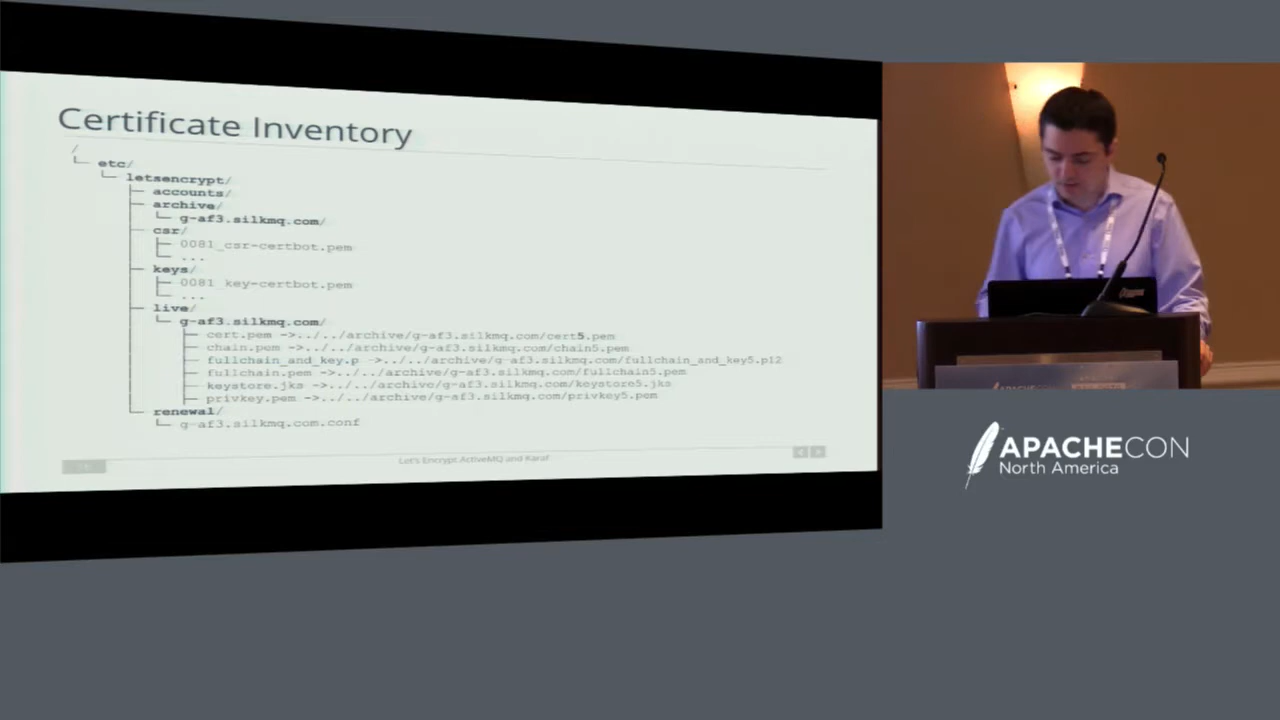 Certificate Inventory
/
etc/
letsencrypt/
accounts/
archive/
g-af3.silkmq.com/
csr/
0081_csr-certbot.pem
...
keys/
0081_key-certbot.pem
...
live/
g-af3.silkmq.com/
cert.pem ->../../archive/g-af3.silkmq.com/cert5.pem
chain.pem ->../../archive/g-af3.silkmq.com/chain5.pem
fullchain_and_key.p ->../../archive/g-af3.silkmq.com/fullchain_and_key5.p12
fullchain.pem ->../../archive/g-af3.silkmq.com/fullchain5.pem
keystore.jks ->../../archive/g-af3.silkmq.com/keystore5.jks
privkey.pem ->../../archive/g-af3.silkmq.com/privkey5.pem
renewal/
g-af3.silkmq.com.conf
Let's Encrypt ActiveMQ and Karaf
APACHECON
North America